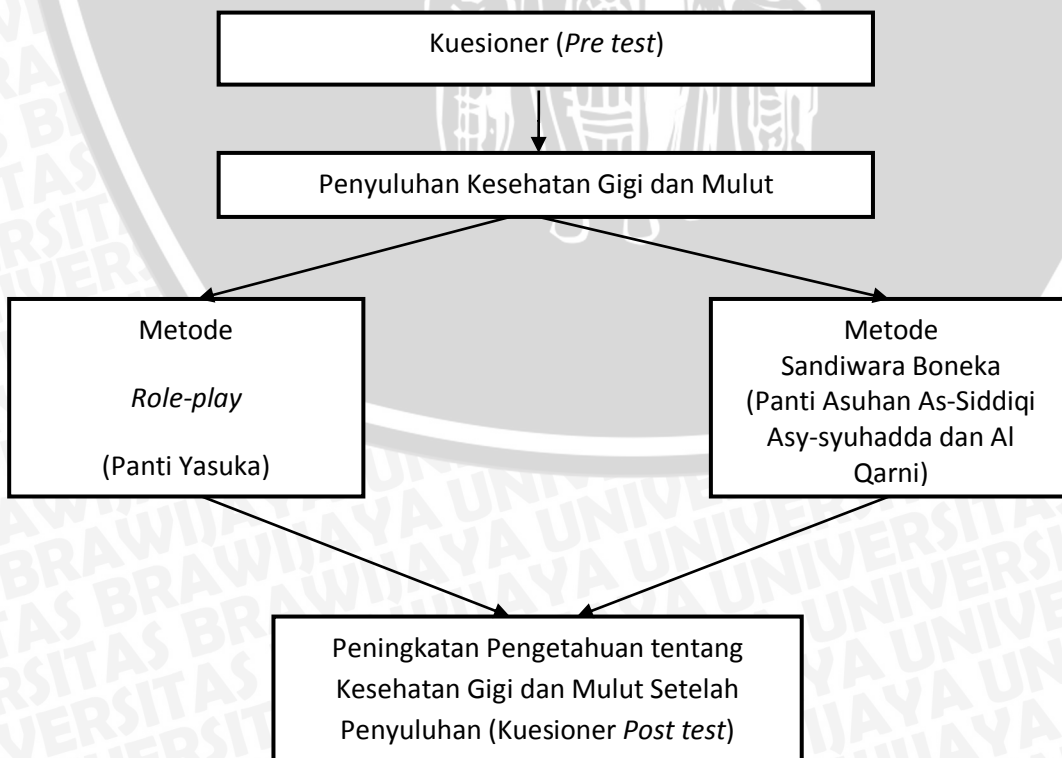 Kuesioner (Pre test)
Penyuluhan Kesehatan Gigi dan Mulut
Metode
Role-play
(Panti Yasuka)
Metode
Sandiwara Boneka
(Panti Asuhan As-Siddiqi
Asy-syuhadda dan Al
Qarni)
Peningkatan Pengetahuan tentang
Kesehatan Gigi dan Mulut Setelah
Penyuluhan (Kuesioner Post test)